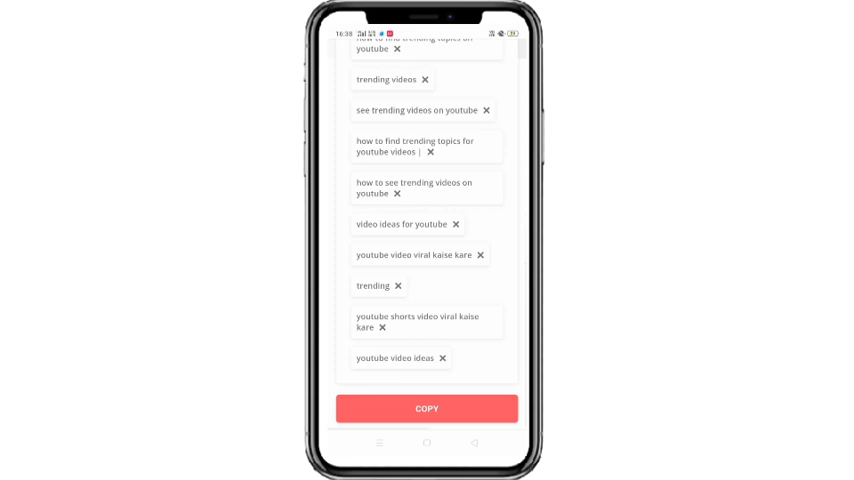 16:38
how to find trending topics on
youtube ×
trending videos ×
see trending videos on youtube ×
how to find trending topics for
youtube videos | ×
how to see trending videos on
youtube ×
video ideas for youtube ×
youtube video viral kaise kare ×
trending ×
youtube shorts video viral kaise
kare ×
youtube video ideas ×
COPY